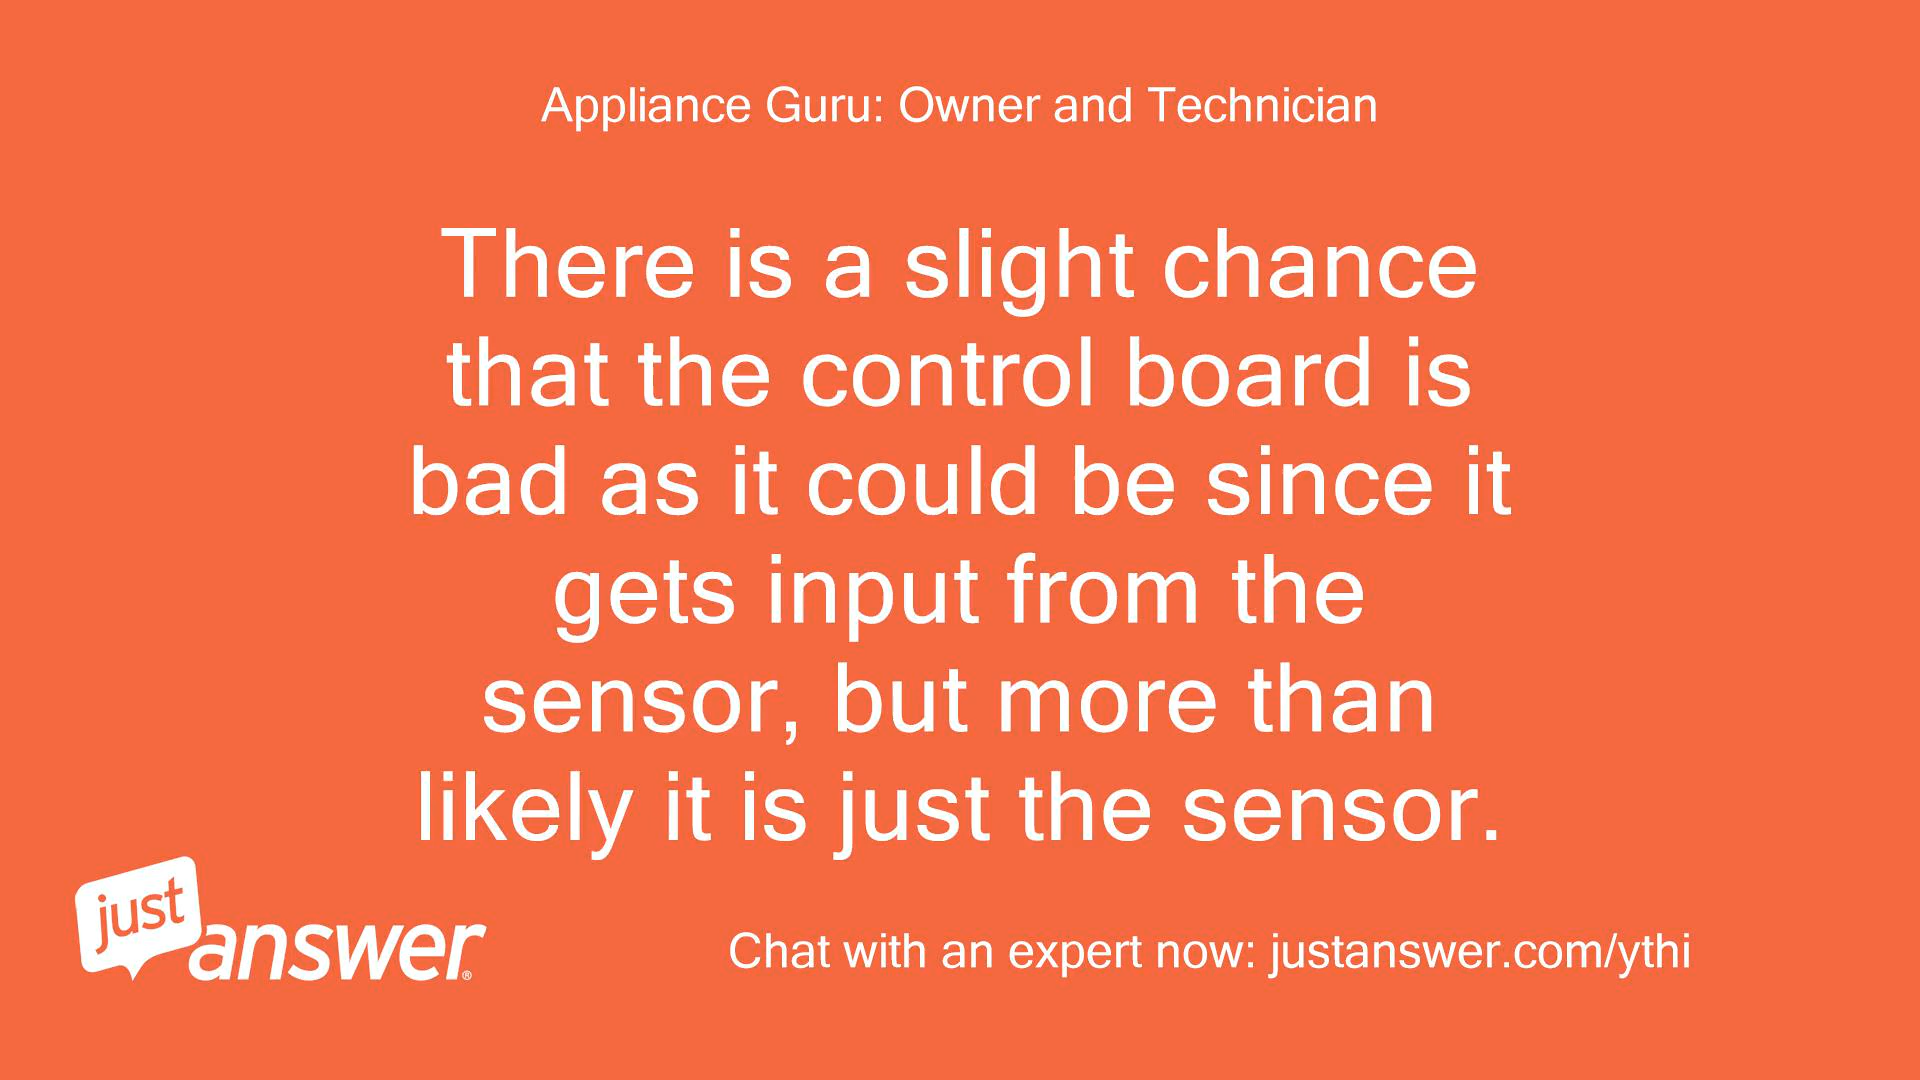 Appliance Guru: Owner and Technician
There is a slight chance
that the control board is
bad as it could be since it
gets input from the
sensor, but more than
likely it is just the sensor.
just
answer®
Chat with an expert now: justanswer.com/ythi